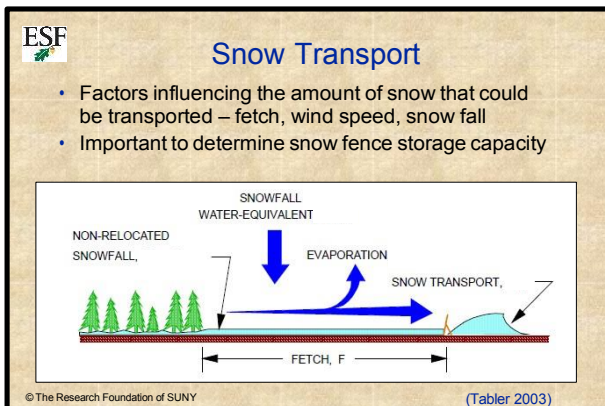 ESF
Snow Transport
• Factors influencing the amount of snow that could
be transported – fetch, wind speed, snow fall
• Important to determine snow fence storage capacity
SNOWFALL
WATER-EQUIVALENT
NON-RELOCATED
SNOWFALL,
EVAPORATION
SNOW TRANSPORT,
FETCH, F
© The Research Foundation of SUNY
(Tabler 2003)